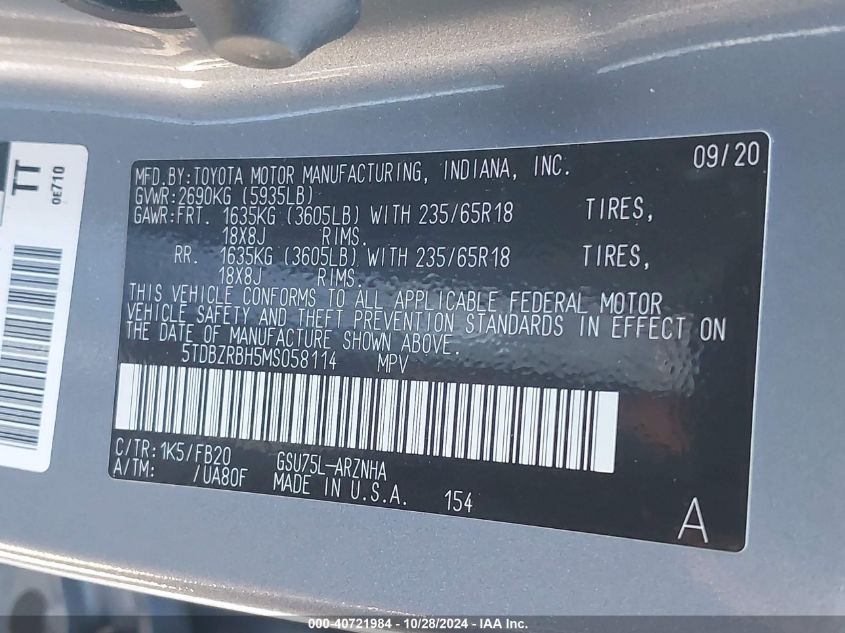 TT
0E710
MFD.BY:TOYOTA MOTOR MANUFACTURING, INDIANA, INC. 09/20
GVWR:2690KG (5935LB)
GAWR:FRT. 1635KG (3605LB) WITH 235/65R18 TIRES,
18X8J RIMS.
RR. 1635KG (3605LB) WITH 235/65R18 TIRES,
18X8J RIMS.
THIS VEHICLE CONFORMS TO ALL APPLICABLE FEDERAL MOTOR
VEHICLE SAFETY AND THEFT PREVENTION STANDARDS IN EFFECT ON
THE DATE OF MANUFACTURE SHOWN ABOVE.
5TDBZRBH5MS058114 MPV
C/TR:1K5/FB20 GSU75L-ARZNHA
A/TM: /UA80F MADE IN U.S.A. 154
A
000-40721984 - 10/28/2024 - IAA Inc.